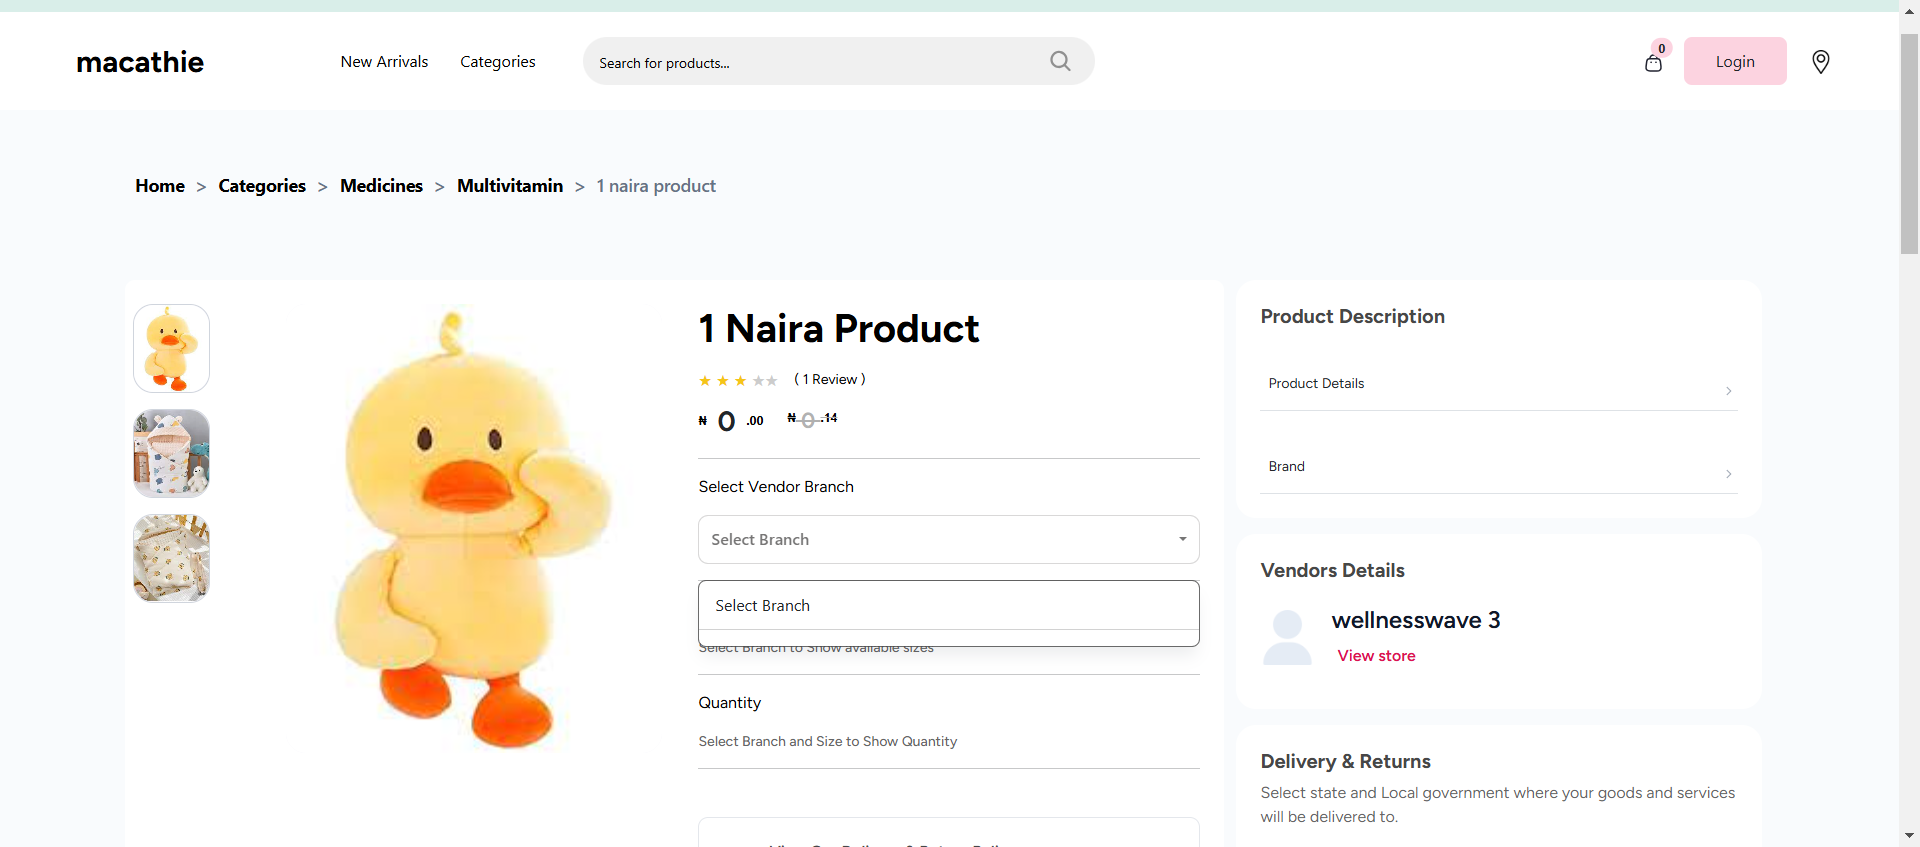 macathie
New Arrivals
Categories
Search for products...
0
Login
Home > Categories > Medicines > Multivitamin > 1 naira product
1 Naira Product
( 1 Review )
₦ 0 .00 ₦ 0 .14
Select Vendor Branch
Select Branch
Select Branch
Select Branch to Show available sizes
Quantity
Select Branch and Size to Show Quantity
Product Description
Product Details
Brand
Vendors Details
wellnesswave 3
View store
Delivery & Returns
Select state and Local government where your goods and services
will be delivered to.